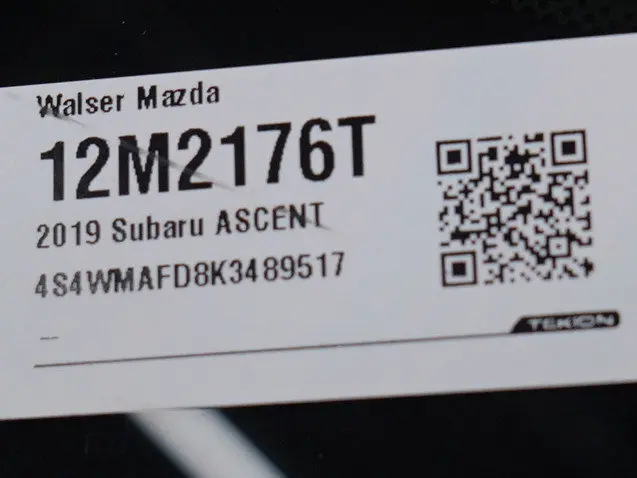 Walser Mazda
12M2176T
2019 Subaru ASCENT
4S4WMAFD8K3489517
--
TEKION